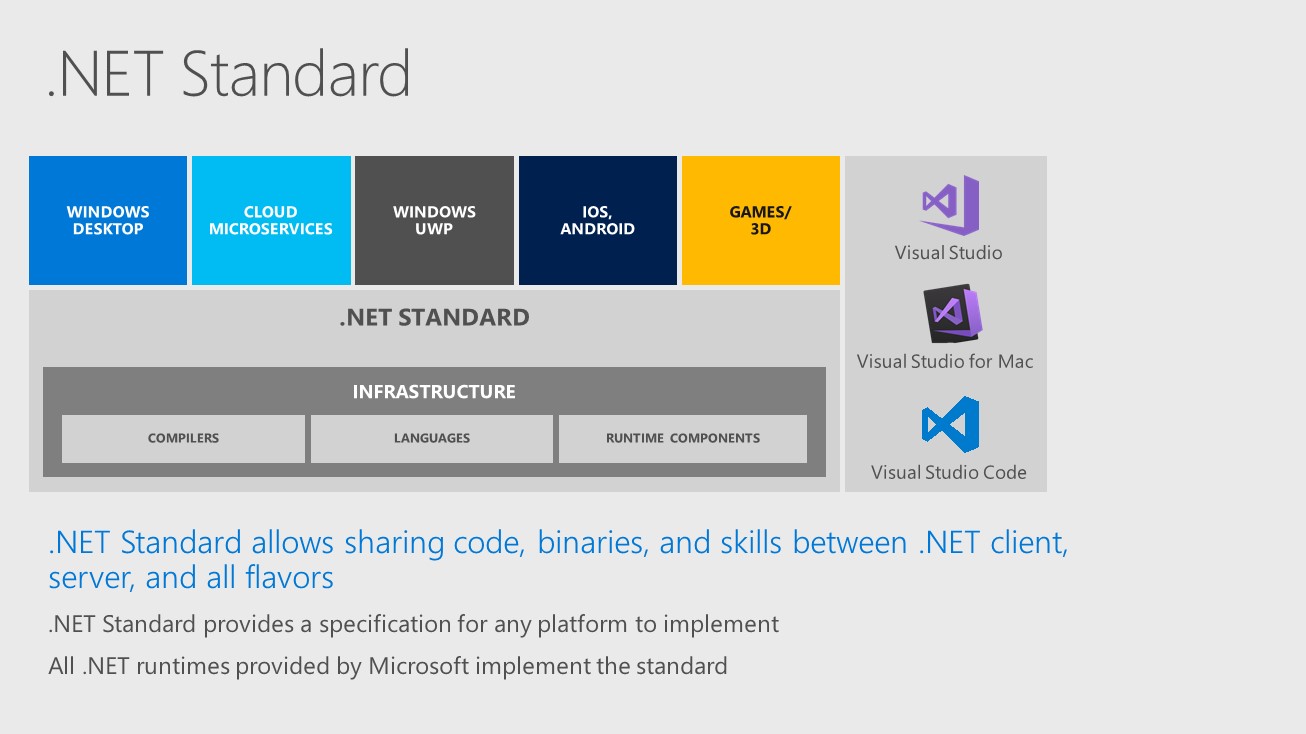 .NET Standard
WINDOWS
DESKTOP
CLOUD
MICROSERVICES
WINDOWS
UWP
IOS,
ANDROID
GAMES/
3D
.NET STANDARD
INFRASTRUCTURE
COMPILERS
LANGUAGES
RUNTIME COMPONENTS
Visual Studio
Visual Studio for Mac
Visual Studio Code
.NET Standard allows sharing code, binaries, and skills between .NET client,
server, and all flavors
.NET Standard provides a specification for any platform to implement
All .NET runtimes provided by Microsoft implement the standard